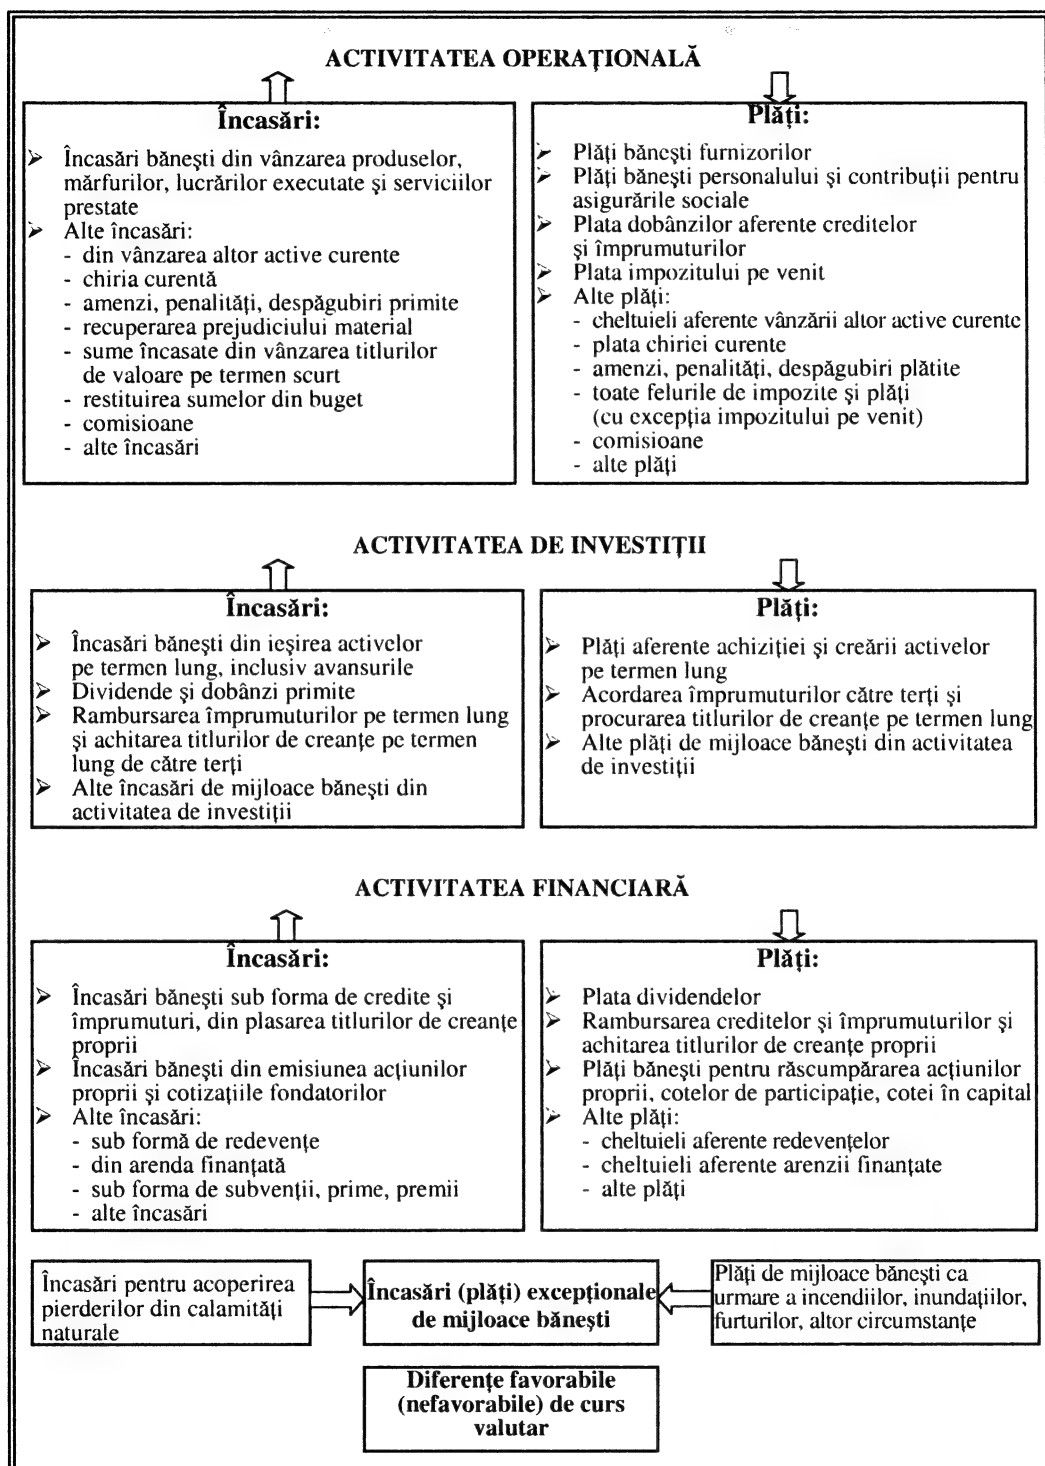 ACTIVITATEA OPERAŢIONALĂ
Încasări:
➢ Încasări băneşti din vânzarea produselor,
mărfurilor, lucrărilor executate şi serviciilor
prestate
➢ Alte încasări:
- din vânzarea altor active curente
- chiria curentă
- amenzi, penalităţi, despăgubiri primite
- recuperarea prejudiciului material
- sume încasate din vânzarea titlurilor
de valoare pe termen scurt
- restituirea sumelor din buget
- comisioane
- alte încasări
Plăţi:
➢ Plăţi băneşti furnizorilor
➢ Plăţi băneşti personalului şi contribuţii pentru
asigurările sociale
➢ Plata dobânzilor aferente creditelor
şi împrumuturilor
➢ Plata impozitului pe venit
➢ Alte plăţi:
- cheltuieli aferente vânzării altor active curente
- plata chiriei curente
- amenzi, penalităţi, despăgubiri plătite
- toate felurile de impozite şi plăţi
(cu excepţia impozitului pe venit)
- comisioane
- alte plăţi
ACTIVITATEA DE INVESTIŢII
Încasări:
➢ Încasări băneşti din ieşirea activelor
pe termen lung, inclusiv avansurile
➢ Dividende şi dobânzi primite
➢ Rambursarea împrumuturilor pe termen lung
şi achitarea titlurilor de creanţe pe termen
lung de către terţi
➢ Alte încasări de mijloace băneşti din
activitatea de investiţii
Plăţi:
➢ Plăţi aferente achiziţiei şi creării activelor
pe termen lung
➢ Acordarea împrumuturilor către terţi şi
procurarea titlurilor de creanţe pe termen lung
➢ Alte plăţi de mijloace băneşti din activitatea
de investiţii
ACTIVITATEA FINANCIARĂ
Încasări:
➢ Încasări băneşti sub forma de credite şi
împrumuturi, din plasarea titlurilor de creanţe
proprii
➢ Încasări băneşti din emisiunea acţiunilor
proprii şi cotizaţiile fondatorilor
➢ Alte încasări:
- sub formă de redevenţe
- din arenda finanţată
- sub forma de subvenţii, prime, premii
- alte încasări
Plăţi:
➢ Plata dividendelor
➢ Rambursarea creditelor şi împrumuturilor şi
achitarea titlurilor de creanţe proprii
➢ Plăţi băneşti pentru răscumpărarea acţiunilor
proprii, cotelor de participaţie, cotei în capital
➢ Alte plăţi:
- cheltuieli aferente redevenţelor
- cheltuieli aferente arenzii finanţate
- alte plăţi
Încasări pentru acoperirea
pierderilor din calamităţi
naturale
Încasări (plăţi) excepţionale
de mijloace băneşti
Plăţi de mijloace băneşti ca
urmare a incendiilor, inundaţiilor,
furturilor, altor circumstanţe
Diferenţe favorabile
(nefavorabile) de curs
valutar